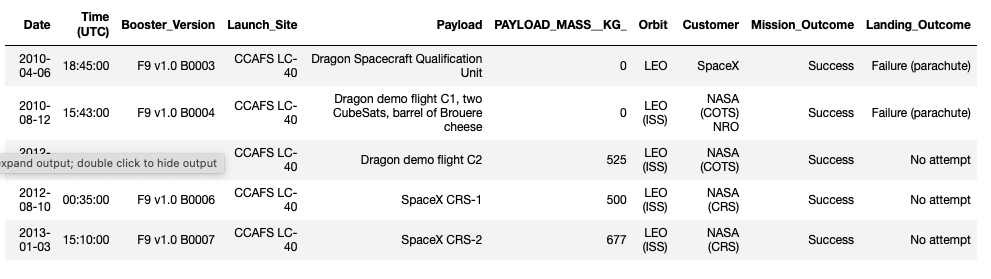 Date Time (UTC) Booster_Version Launch_Site Payload PAYLOAD_MASS__KG_ Orbit Customer Mission_Outcome Landing_Outcome
2010-04-06 18:45:00 F9 v1.0 B0003 CCAFS LC-40 Dragon Spacecraft Qualification Unit 0 LEO SpaceX Success Failure (parachute)
2010-08-12 15:43:00 F9 v1.0 B0004 CCAFS LC-40 Dragon demo flight C1, two CubeSats, barrel of Brouere cheese 0 LEO (ISS) NASA (COTS) NRO Success Failure (parachute)
2012- CCAFS LC-40 Dragon demo flight C2 525 LEO (ISS) NASA (COTS) Success No attempt
expand output; double click to hide output
2012-08-10 00:35:00 F9 v1.0 B0006 CCAFS LC-40 SpaceX CRS-1 500 LEO (ISS) NASA (CRS) Success No attempt
2013-01-03 15:10:00 F9 v1.0 B0007 CCAFS LC-40 SpaceX CRS-2 677 LEO (ISS) NASA (CRS) Success No attempt